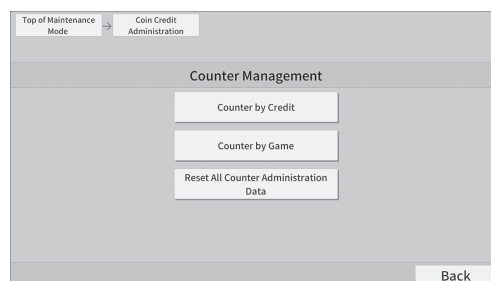 Top of Maintenance
Mode
→
Coin Credit
Administration
Counter Management
Counter by Credit
Counter by Game
Reset All Counter Administration
Data
Back